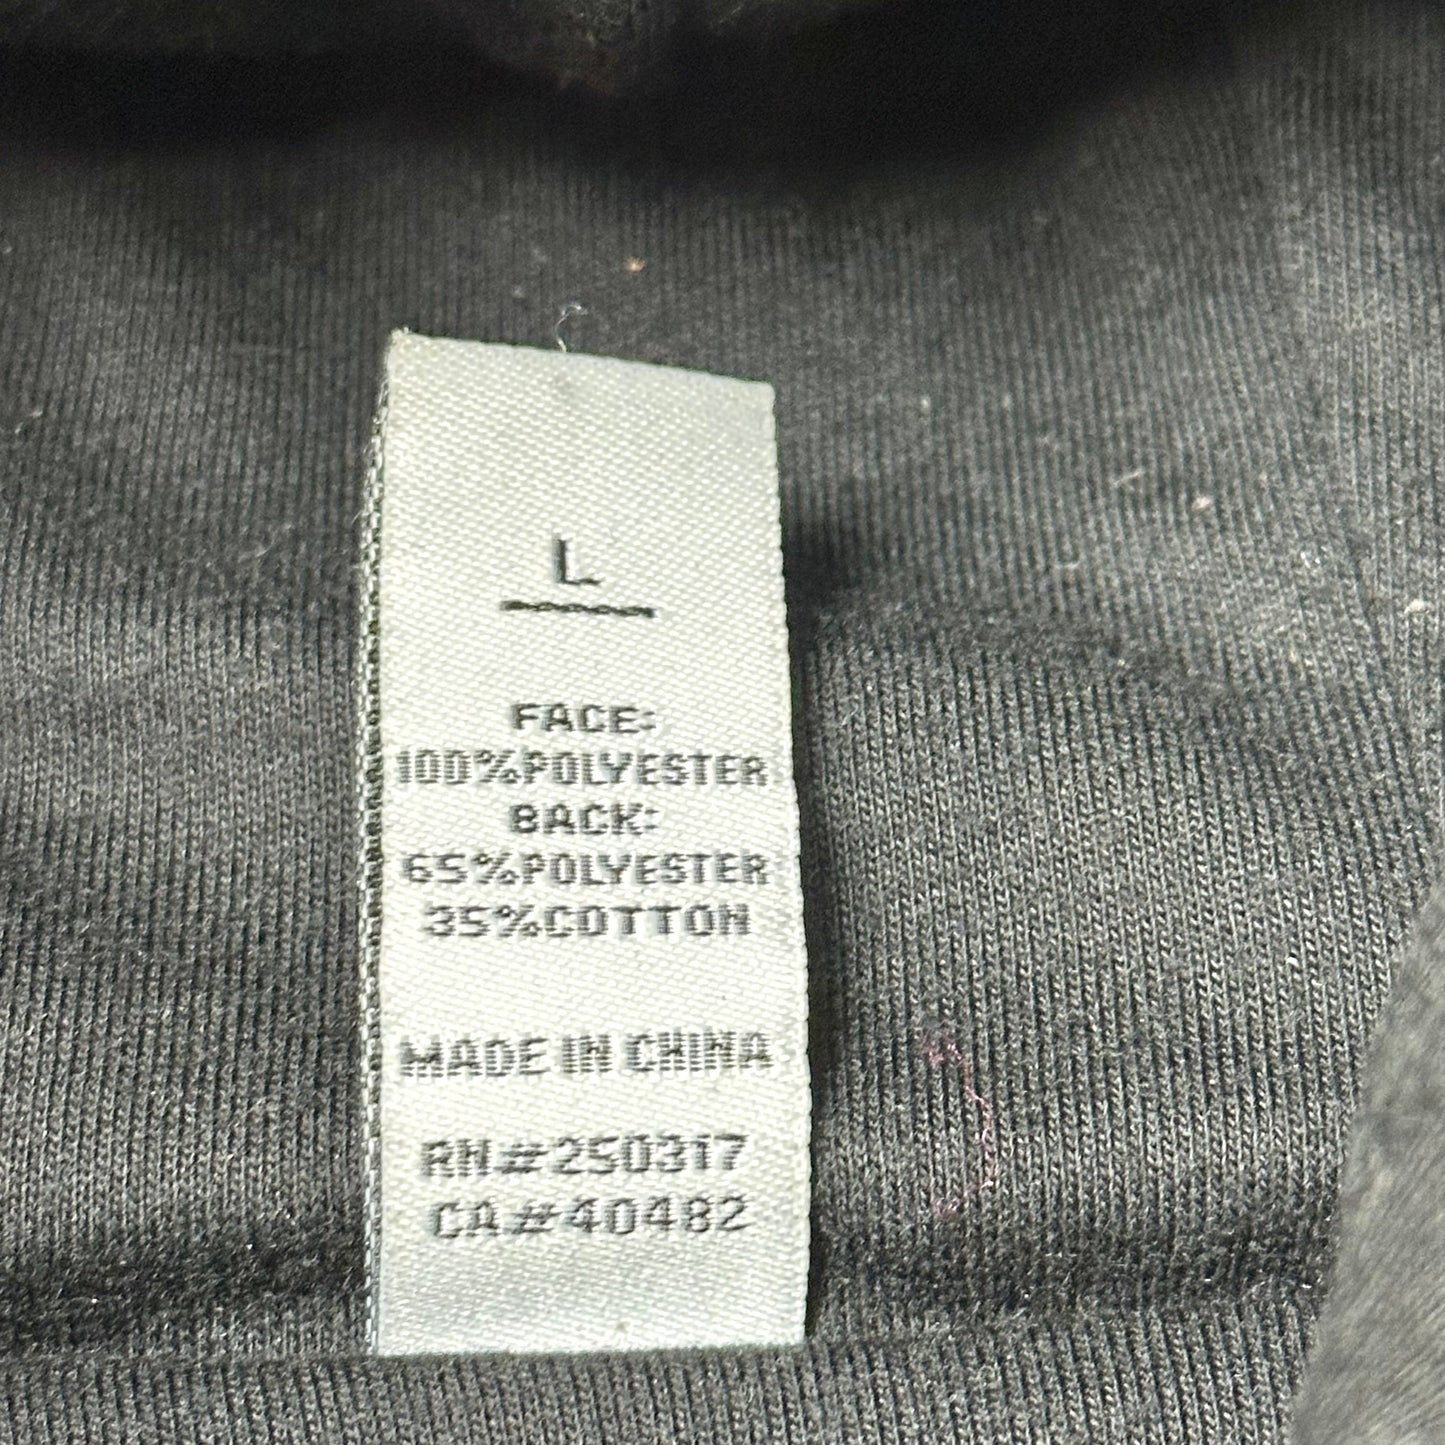 L
FACE:
100%POLYESTER
BACK:
65%POLYESTER
35%COTTON
MADE IN CHINA
RN#250317
CA#40482